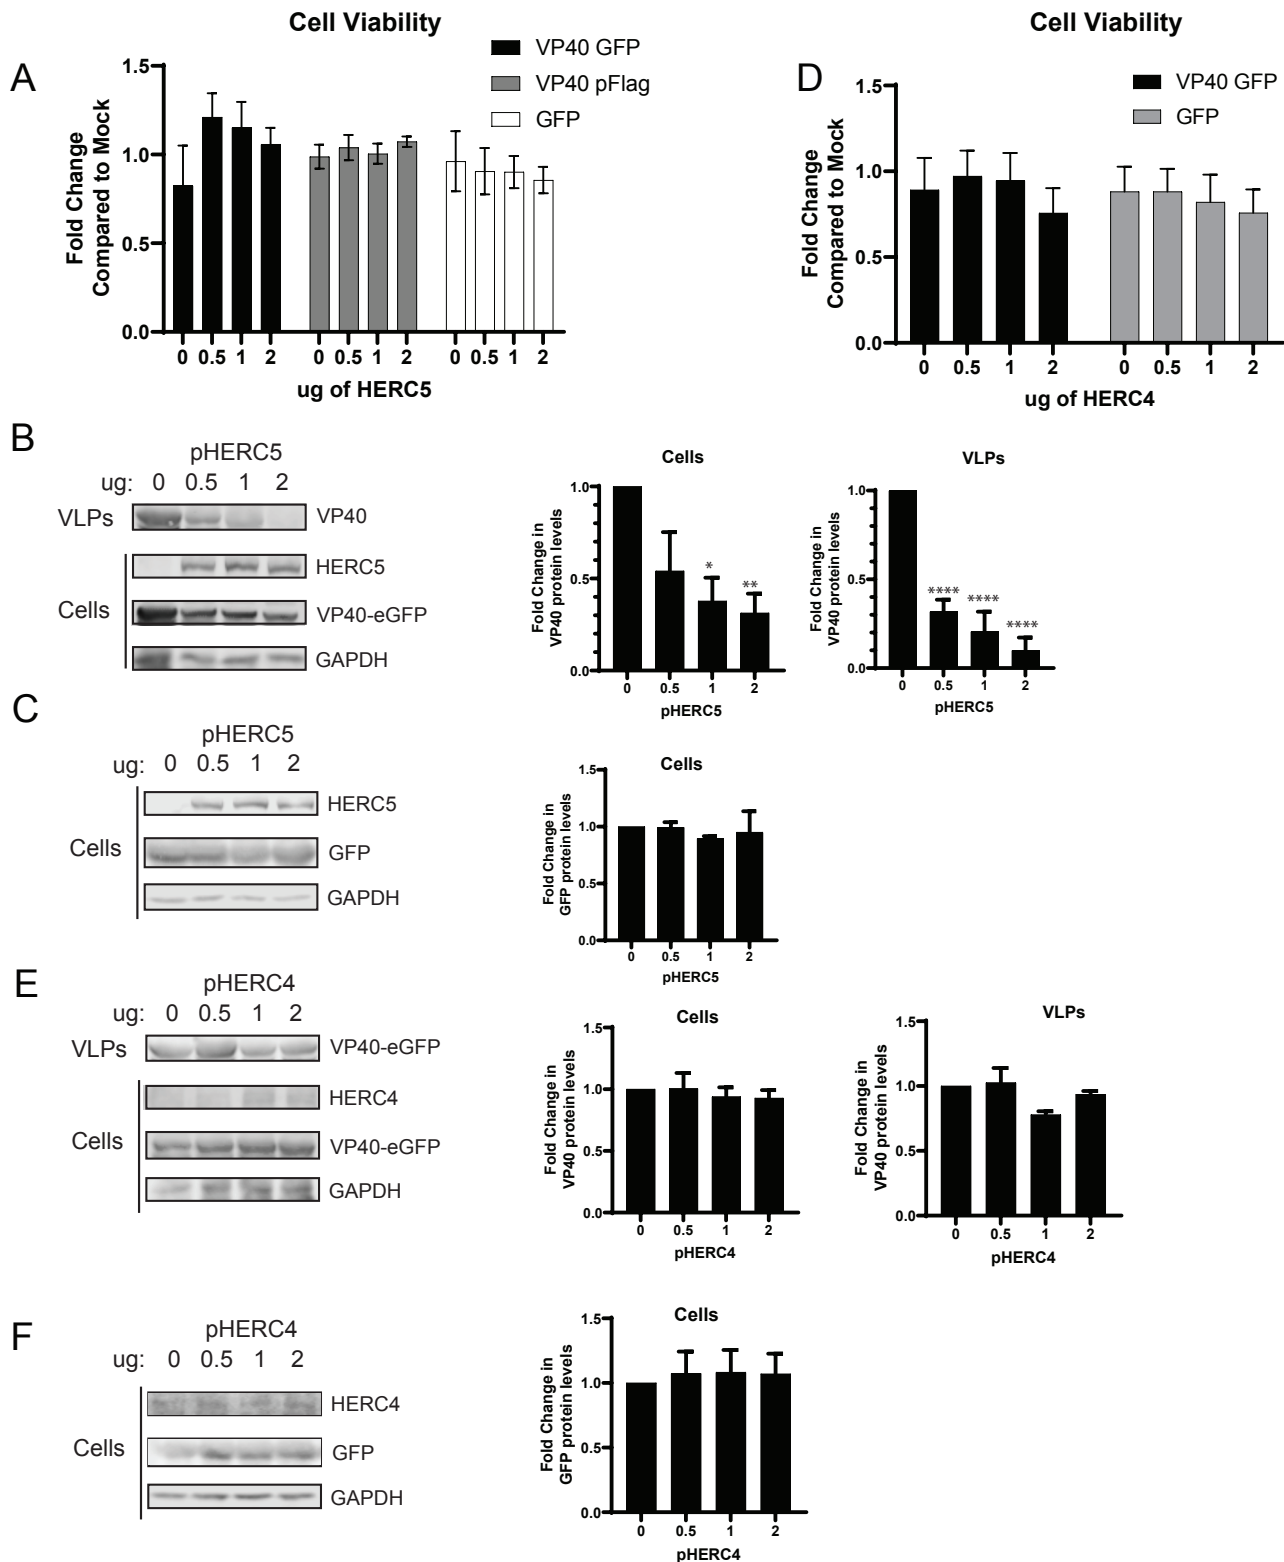 Cell Viability
A
VP40 GFP
VP40 pFlag
GFP
Fold Change
Compared to Mock
1.5
1.0
0.5
0.0
0 0.5 1 2 0 0.5 1 2 0 0.5 1 2
ug of HERC5
Cell Viability
D
VP40 GFP
GFP
Fold Change
Compared to Mock
1.5
1.0
0.5
0.0
0 0.5 1 2 0 0.5 1 2
ug of HERC4
B
pHERC5
ug: 0 0.5 1 2
VLPs VP40
HERC5
Cells VP40-eGFP
GAPDH
Cells
Fold Change in
VP40 protein levels
1.0
0.5
0.0
* **
0 0.5 1 2
pHERC5
VLPs
Fold Change in
VP40 protein levels
1.0
0.5
0.0
**** **** ****
0 0.5 1 2
pHERC5
C
pHERC5
ug: 0 0.5 1 2
HERC5
Cells GFP
GAPDH
Cells
Fold Change in
GFP protein levels
1.5
1.0
0.5
0.0
0 0.5 1 2
pHERC5
E
pHERC4
ug: 0 0.5 1 2
VLPs VP40-eGFP
HERC4
Cells VP40-eGFP
GAPDH
Cells
Fold Change in
VP40 protein levels
1.5
1.0
0.5
0.0
0 0.5 1 2
pHERC4
VLPs
Fold Change in
VP40 protein levels
1.5
1.0
0.5
0.0
0 0.5 1 2
pHERC4
F
pHERC4
ug: 0 0.5 1 2
HERC4
Cells GFP
GAPDH
Cells
Fold Change in
GFP protein levels
1.5
1.0
0.5
0.0
0 0.5 1 2
pHERC4